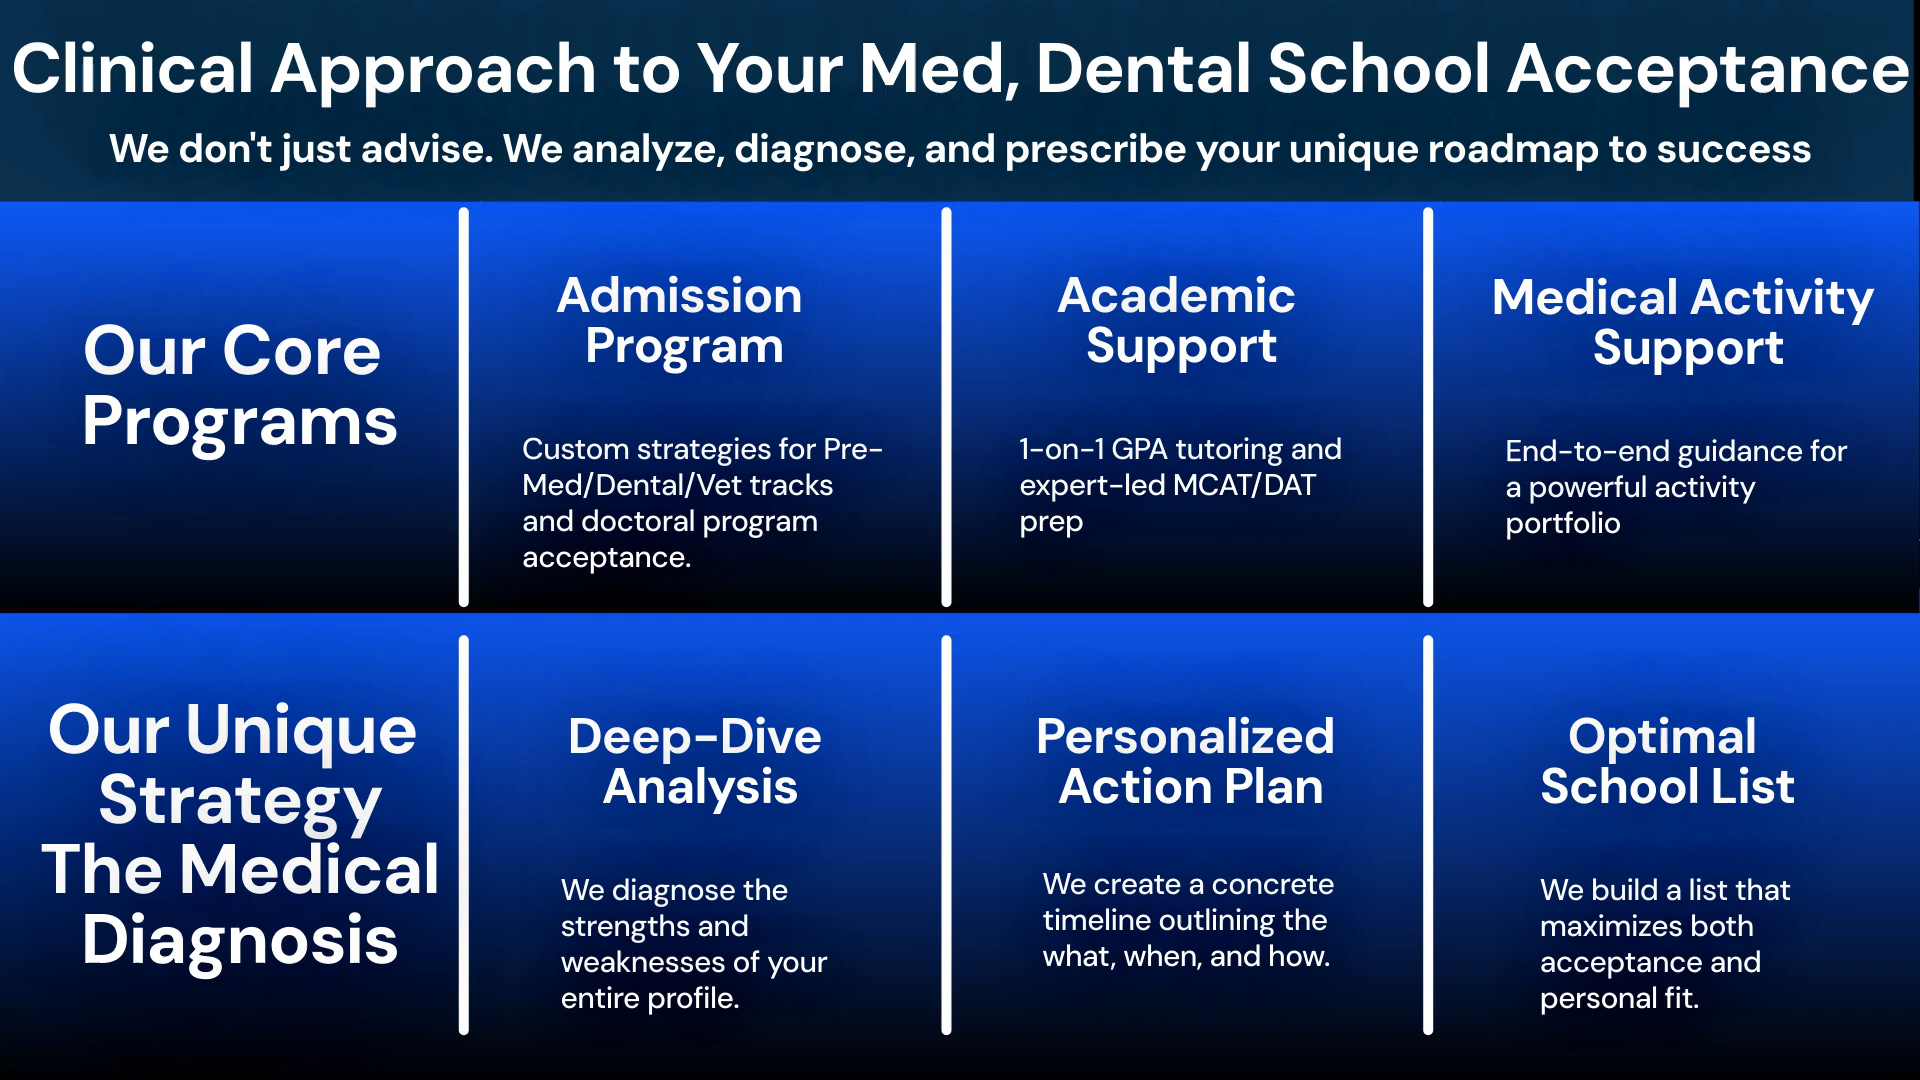 Clinical Approach to Your Med, Dental School Acceptance
We don't just advise. We analyze, diagnose, and prescribe your unique roadmap to success
Our Core
Programs
Admission
Program
Custom strategies for Pre-
Med/Dental/Vet tracks
and doctoral program
acceptance.
Academic
Support
1-on-1 GPA tutoring and
expert-led MCAT/DAT
prep
Medical Activity
Support
End-to-end guidance for
a powerful activity
portfolio
Our Unique
Strategy
The Medical
Diagnosis
Deep-Dive
Analysis
We diagnose the
strengths and
weaknesses of your
entire profile.
Personalized
Action Plan
We create a concrete
timeline outlining the
what, when, and how.
Optimal
School List
We build a list that
maximizes both
acceptance and
personal fit.